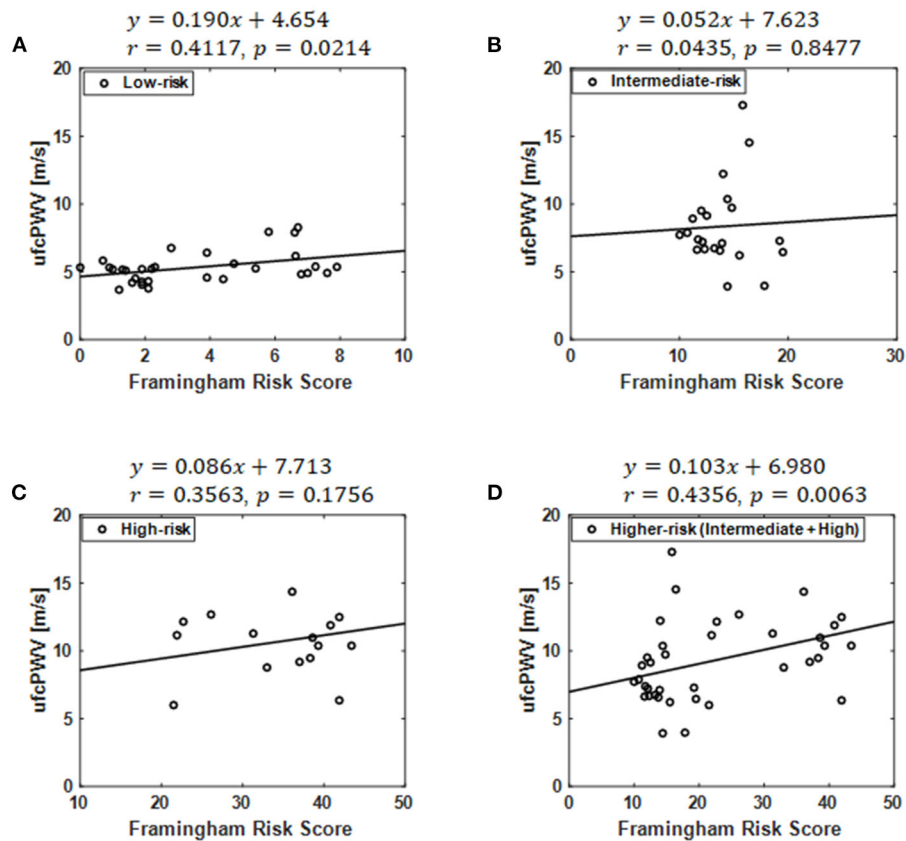 A
y = 0.190x + 4.654
r = 0.4117, p = 0.0214
Low-risk
20
15
10
5
0
ufcPWV [m/s]
0 2 4 6 8 10
Framingham Risk Score
B
y = 0.052x + 7.623
r = 0.0435, p = 0.8477
Intermediate-risk
20
15
10
5
0
ufcPWV [m/s]
0 10 20 30
Framingham Risk Score
C
y = 0.086x + 7.713
r = 0.3563, p = 0.1756
High-risk
20
15
10
5
0
ufcPWV [m/s]
10 20 30 40 50
Framingham Risk Score
D
y = 0.103x + 6.980
r = 0.4356, p = 0.0063
Higher-risk (Intermediate + High)
20
15
10
5
0
ufcPWV [m/s]
0 10 20 30 40 50
Framingham Risk Score